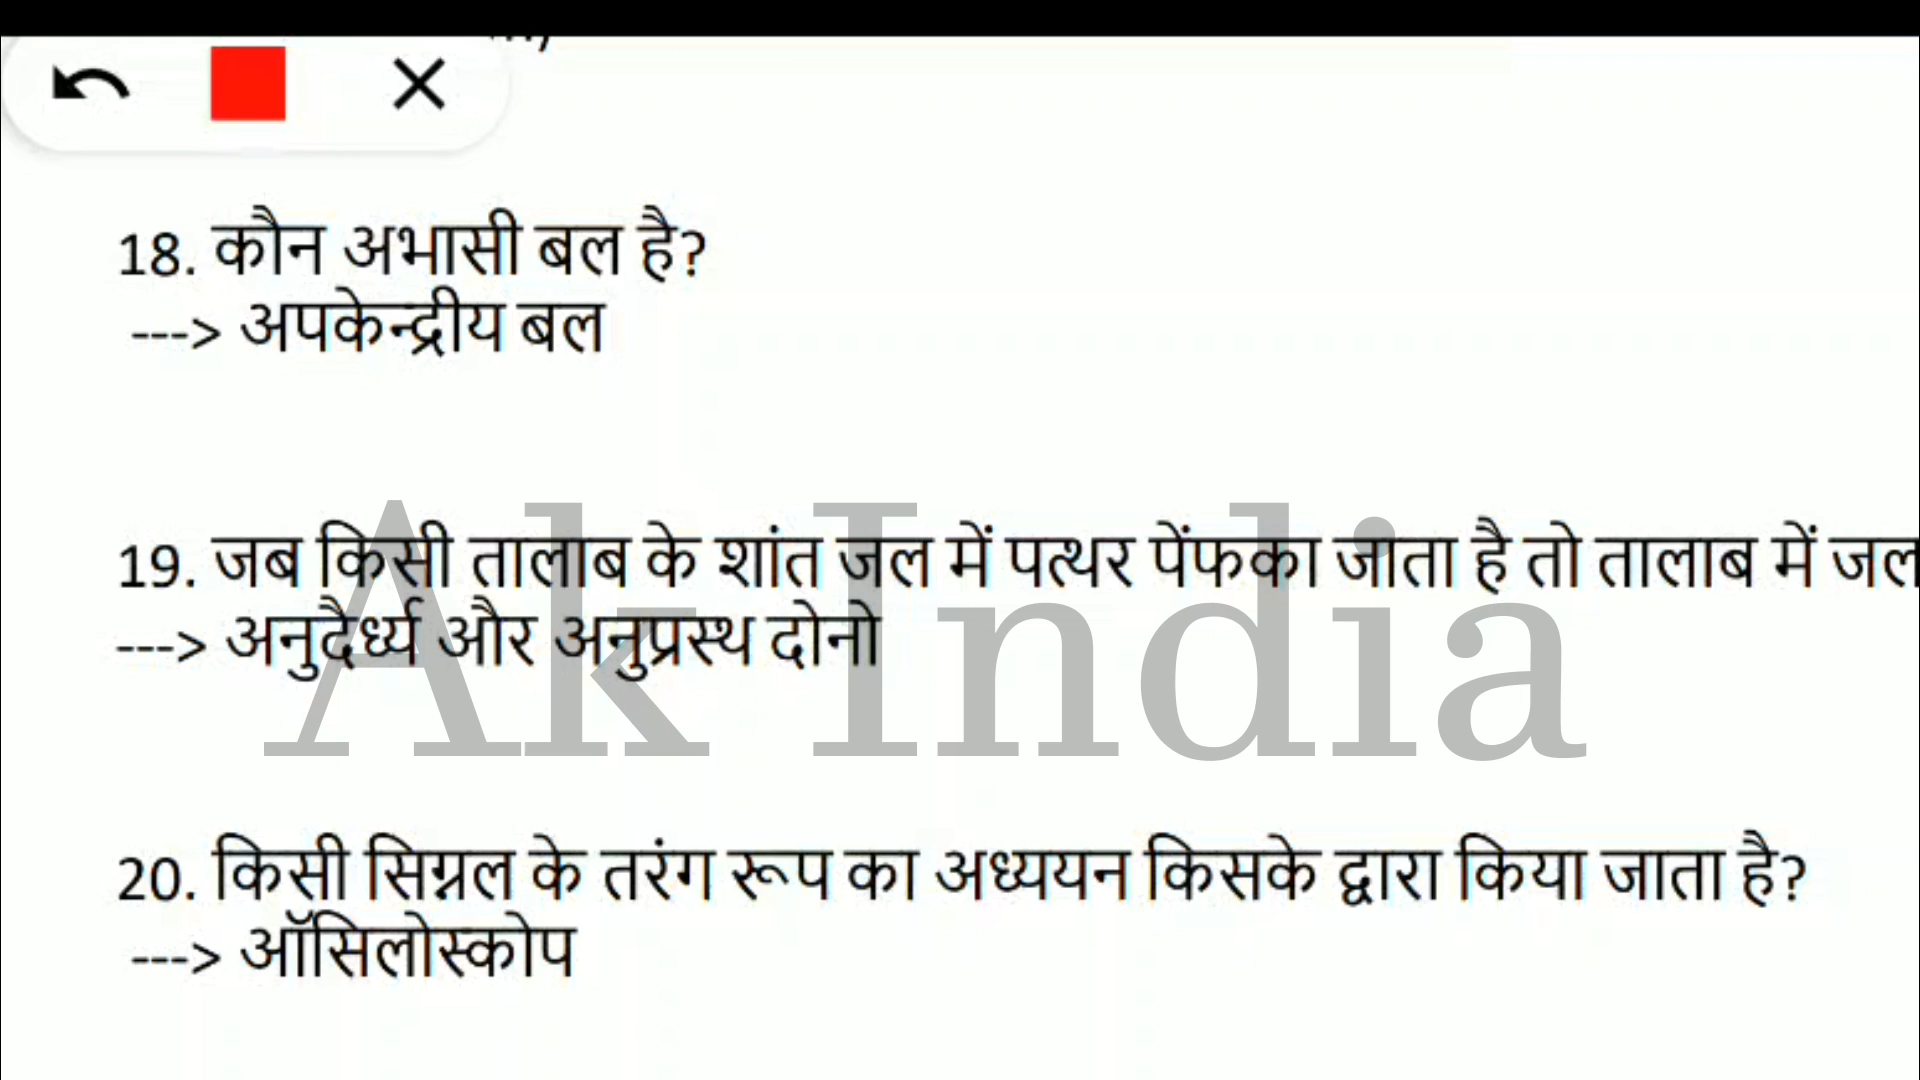 18. कौन अभासी बल है?
---> अपकेन्द्रीय बल
19. जब किसी तालाब के शांत जल में पत्थर पेंफका जाता है तो तालाब में जल
---> अनुदैर्ध्य और अनुप्रस्थ दोनो
Ak India
20. किसी सिग्नल के तरंग रूप का अध्ययन किसके द्वारा किया जाता है?
---> ऑसिलोस्कोप